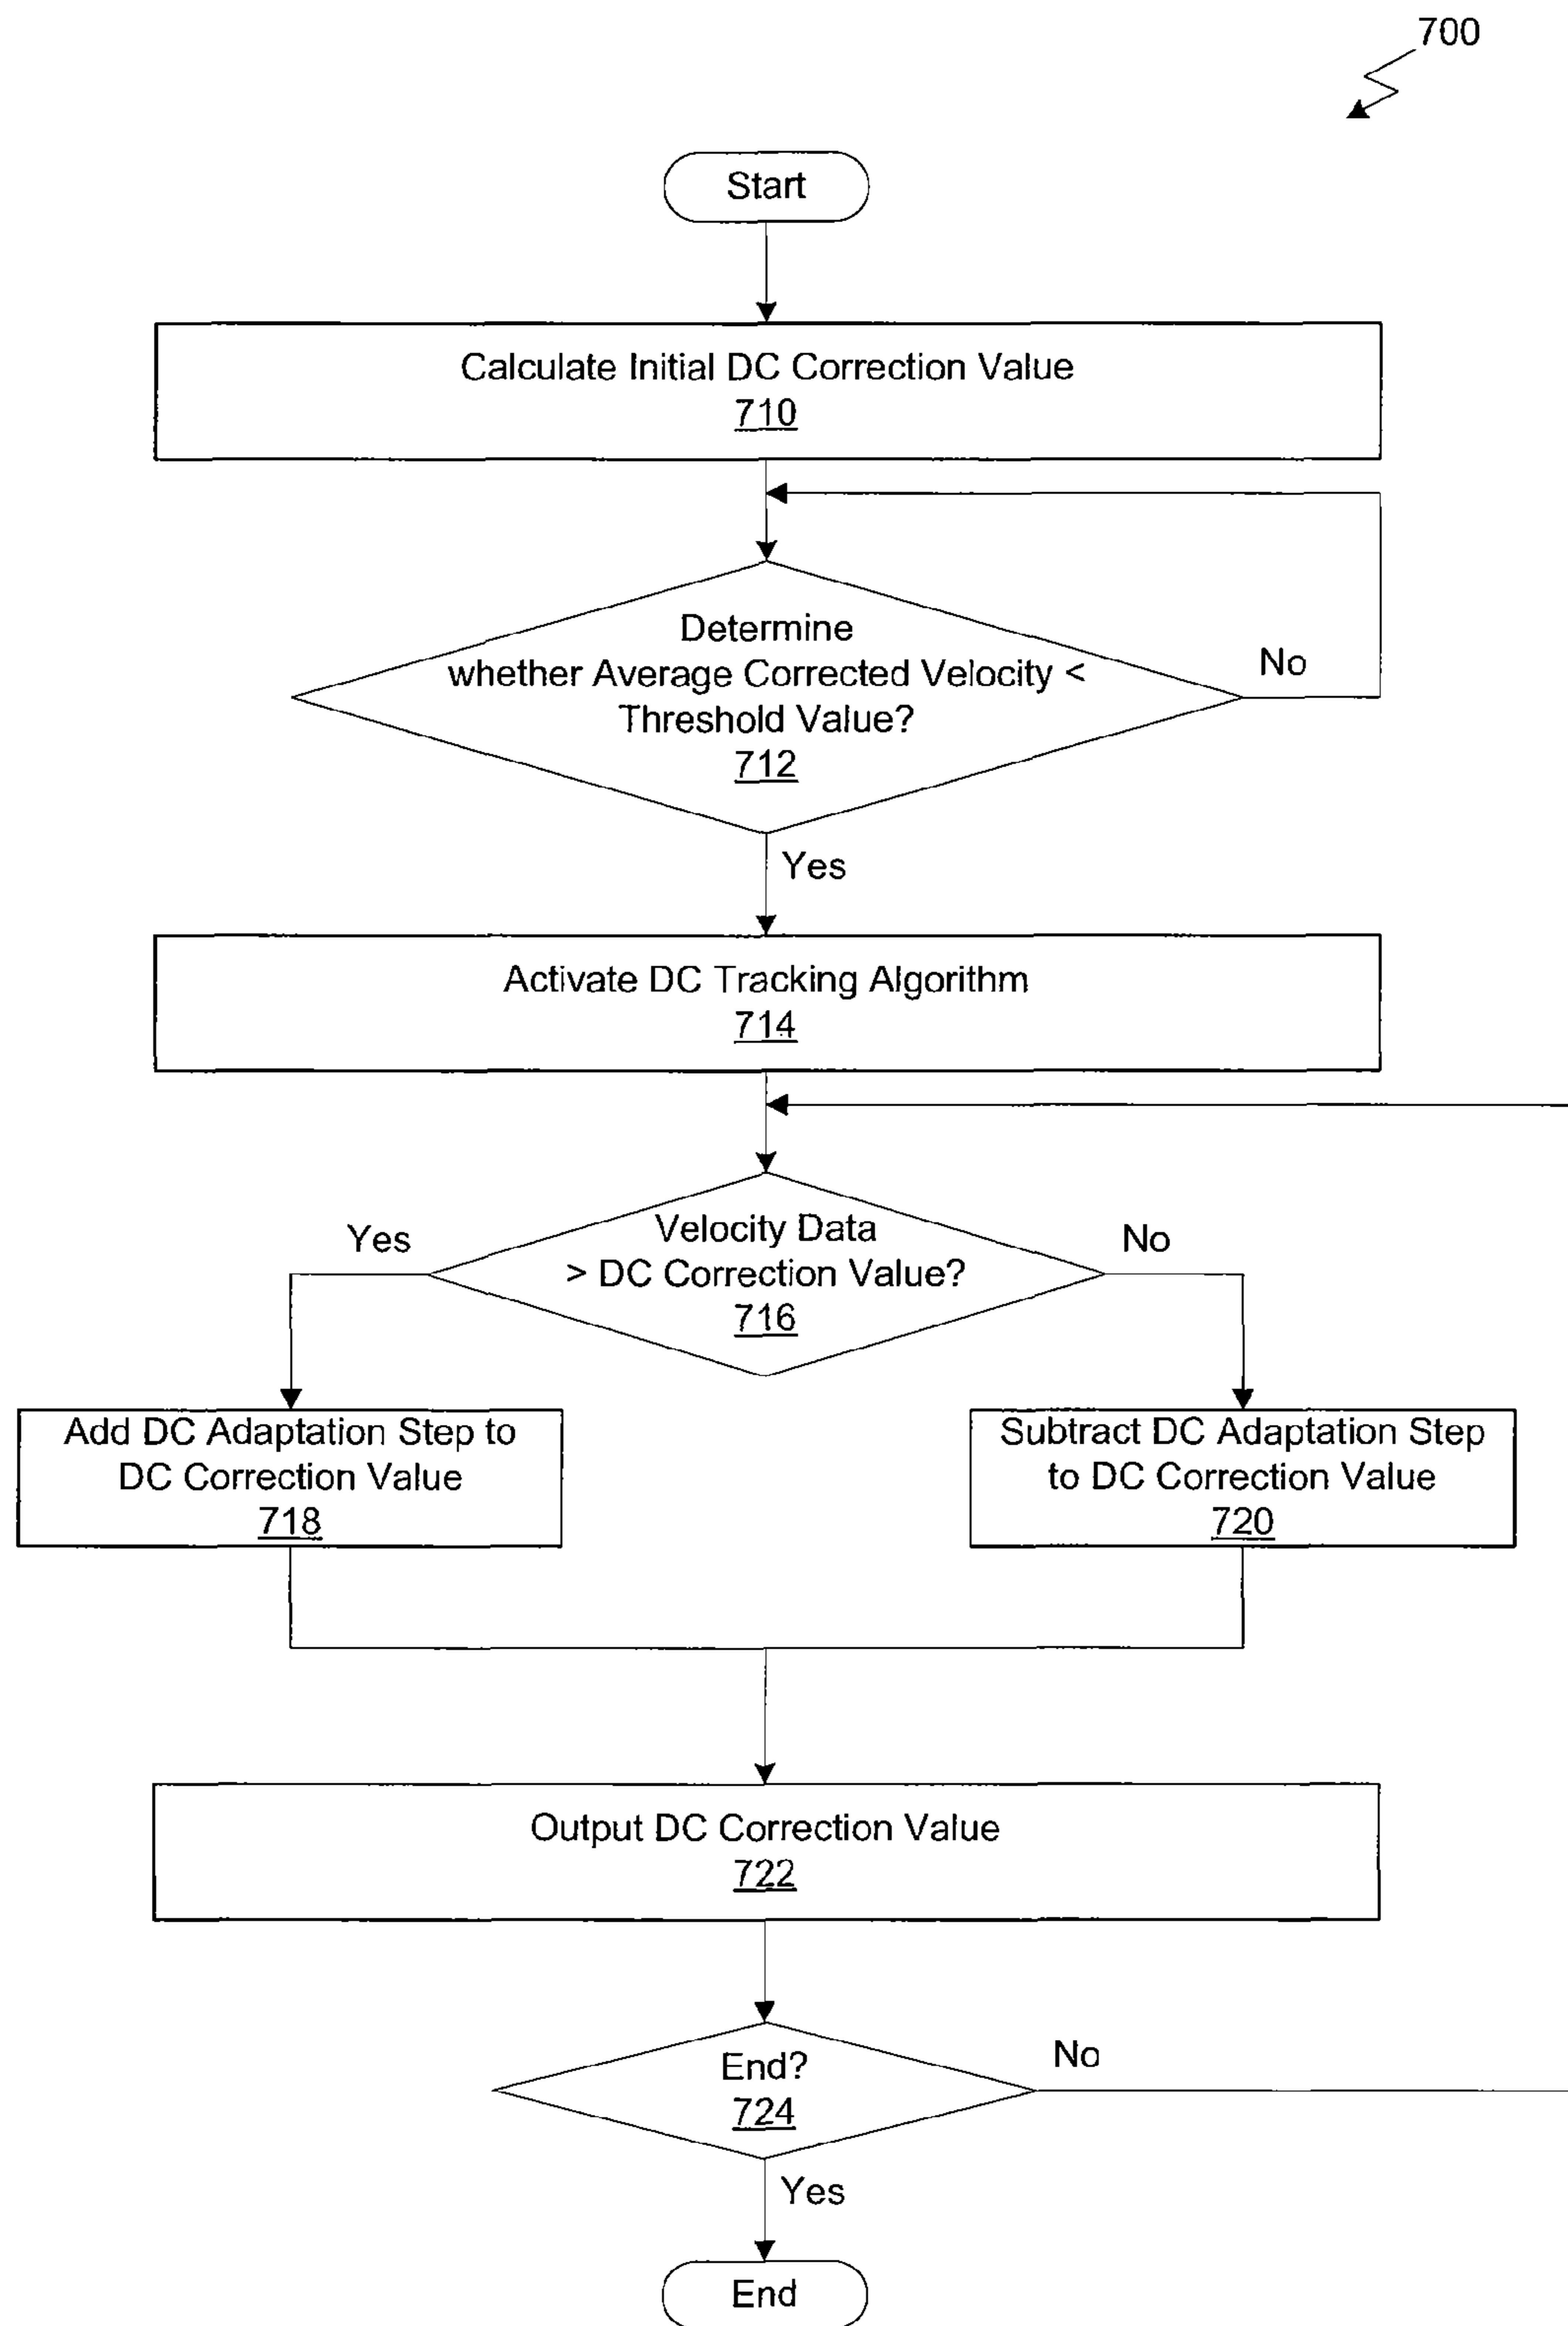 700
Start
Calculate Initial DC Correction Value
710
Determine
whether Average Corrected Velocity <
Threshold Value?
712
No
Yes
Activate DC Tracking Algorithm
714
Velocity Data
> DC Correction Value?
716
Yes
No
Add DC Adaptation Step to
DC Correction Value
718
Subtract DC Adaptation Step
to DC Correction Value
720
Output DC Correction Value
722
End?
724
No
Yes
End